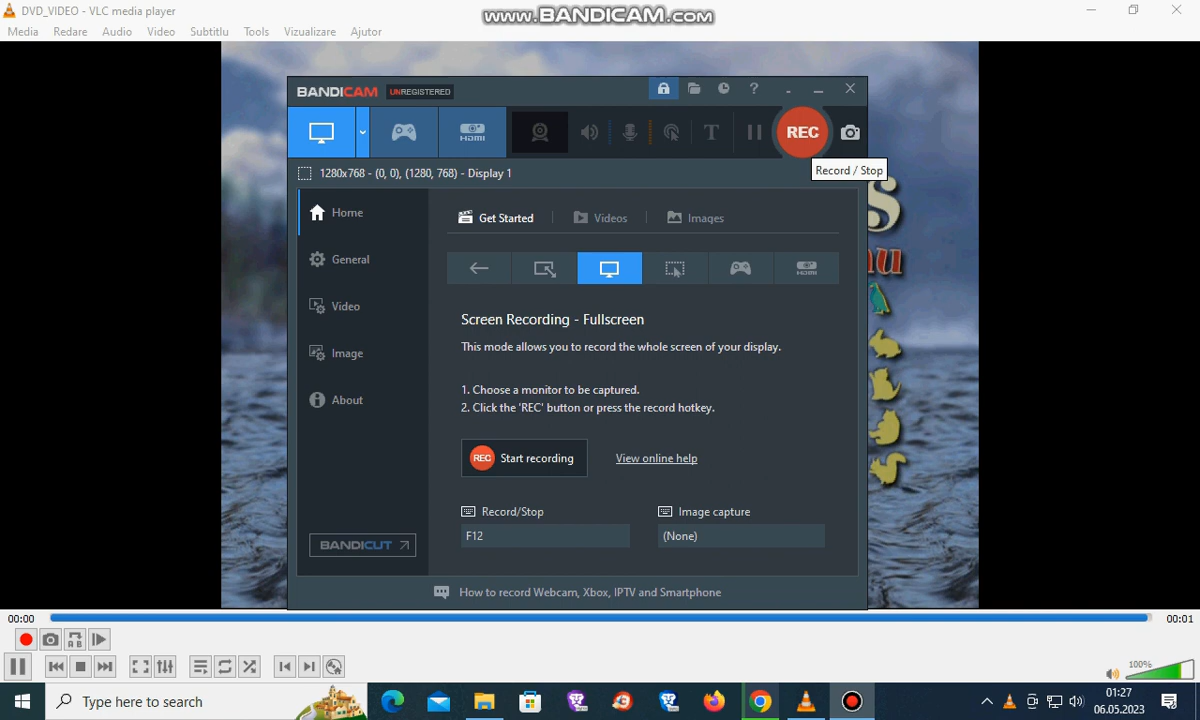 DVD_VIDEO - VLC media player
www.BANDICAM.com
Media Redare Audio Video Subtitlu Tools Vizualizare Ajutor
BANDICAM UNREGISTERED
HDMI
T
REC
Record / Stop
1280x768 - (0, 0), (1280, 768) - Display 1
Home
Get Started Videos Images
General
HDMI
Video
Screen Recording - Fullscreen
This mode allows you to record the whole screen of your display.
Image
1. Choose a monitor to be captured.
2. Click the 'REC' button or press the record hotkey.
About
REC Start recording
View online help
Record/Stop
Image capture
F12
(None)
BANDICUT
How to record Webcam, Xbox, IPTV and Smartphone
00:00
00:01
100%
Type here to search
01:27
06.05.2023